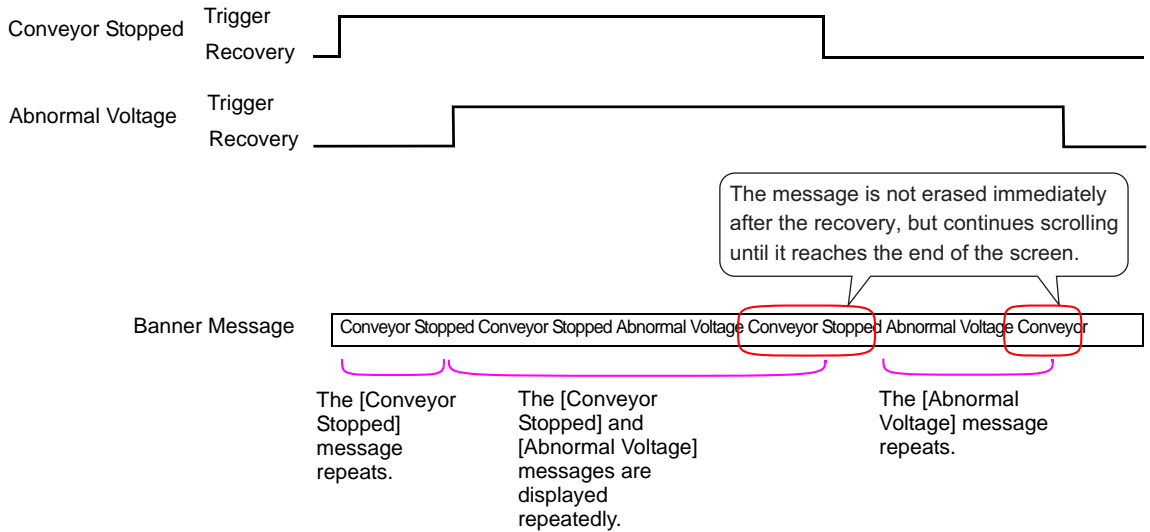 Conveyor Stopped
Trigger
Recovery
Abnormal Voltage
Trigger
Recovery
The message is not erased immediately
after the recovery, but continues scrolling
until it reaches the end of the screen.
Banner Message
Conveyor Stopped Conveyor Stopped Abnormal Voltage Conveyor Stopped Abnormal Voltage Conveyor
The [Conveyor
Stopped]
message
repeats.
The [Conveyor
Stopped] and
[Abnormal Voltage]
messages are
displayed
repeatedly.
The [Abnormal
Voltage] message
repeats.